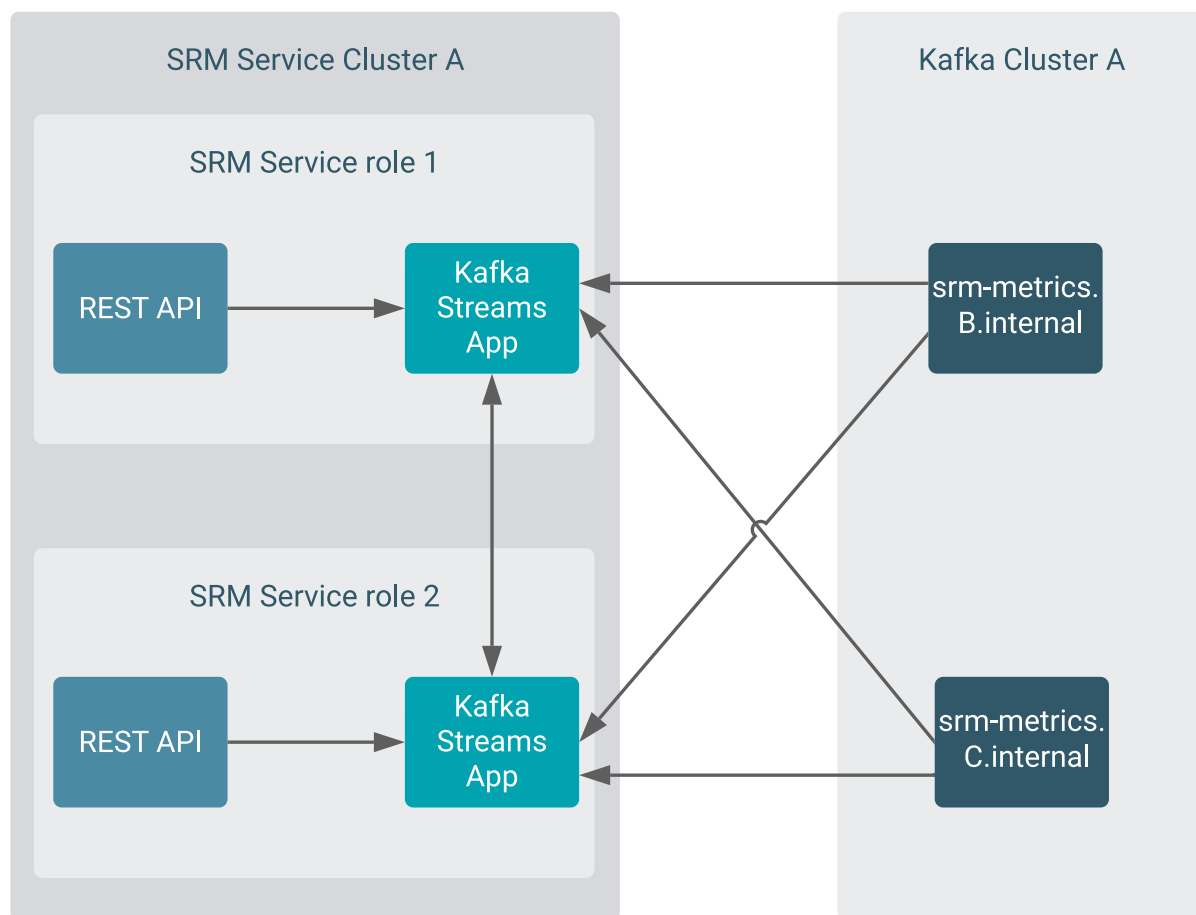 SRM Service Cluster A
Kafka Cluster A
SRM Service role 1
REST API
Kafka
Streams
App
srm-metrics.
B.internal
SRM Service role 2
REST API
Kafka
Streams
App
srm-metrics.
C.internal